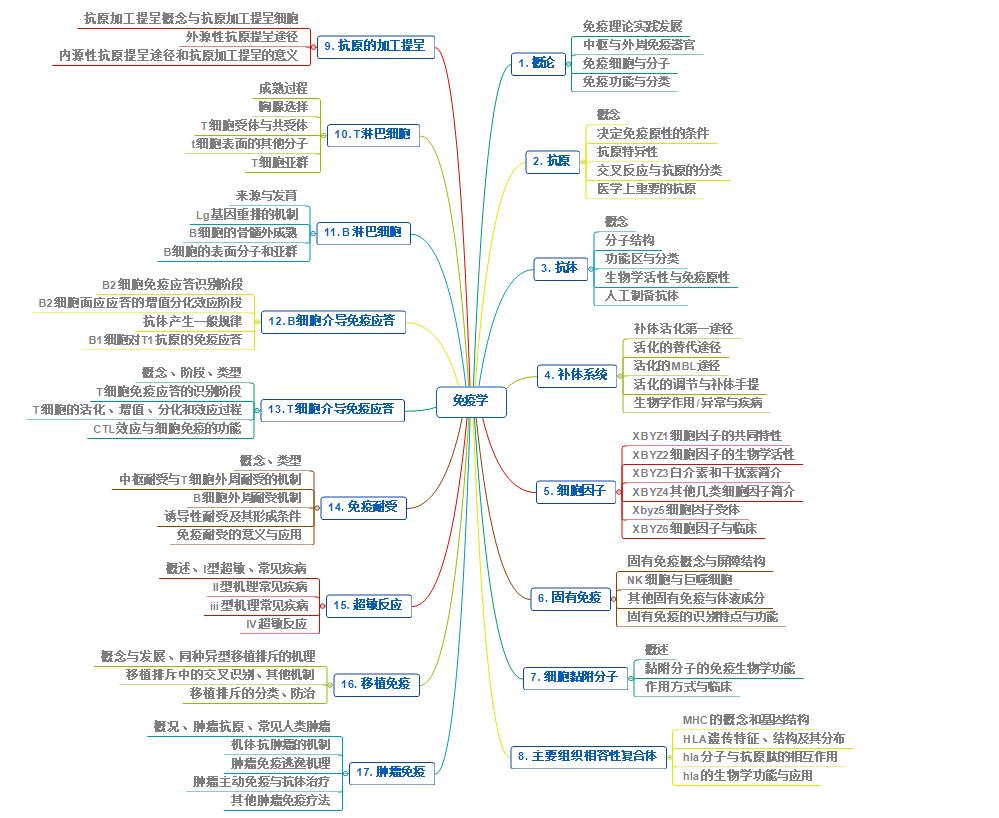 免疫学
1. 概论
免疫理论实践发展
中枢与外周免疫器官
免疫细胞与分子
免疫功能与分类
2. 抗原
概念
决定免疫原性的条件
抗原特异性
交叉反应与抗原的分类
医学上重要的抗原
3. 抗体
概念
分子结构
功能区与分类
生物学活性与免疫原性
人工制备抗体
4. 补体系统
补体活化第一途径
活化的替代途径
活化的MBL途径
活化的调节与补体手提
生物学作用/异常与疾病
5. 细胞因子
XBYZ1细胞因子的共同特性
XBYZ2细胞因子的生物学活性
XBYZ3白介素和干扰素简介
XBYZ4其他几类细胞因子简介
Xbyz5细胞因子受体
XBYZ6细胞因子与临床
6. 固有免疫
固有免疫概念与屏障结构
NK细胞与巨噬细胞
其他固有免疫与体液成分
固有免疫的识别特点与功能
7. 细胞黏附分子
概述
黏附分子的免疫生物学功能
作用方式与临床
8. 主要组织相容性复合体
MHC的概念和基因结构
HLA遗传特征、结构及其分布
hla分子与抗原肽的相互作用
hla的生物学功能与应用
9. 抗原的加工提呈
抗原加工提呈概念与抗原加工提呈细胞
外源性抗原提呈途径
内源性抗原提呈途径和抗原加工提呈的意义
10. T淋巴细胞
成熟过程
胸腺选择
T细胞受体与共受体
t细胞表面的其他分子
T细胞亚群
11. B淋巴细胞
来源与发育
Lg基因重排的机制
B细胞的骨髓外成熟
B细胞的表面分子和亚群
12. B细胞介导免疫应答
B2细胞免疫应答识别阶段
B2细胞面应应答的增值分化效应阶段
抗体产生一般规律
B1细胞对T1抗原的免疫应答
13. T细胞介导免疫应答
概念、阶段、类型
T细胞免疫应答的识别阶段
T细胞的活化、增值、分化和效应过程
CTL效应与细胞免疫的功能
14. 免疫耐受
概念、类型
中枢耐受与T细胞外周耐受的机制
B细胞外周耐受机制
诱导性耐受及其形成条件
免疫耐受的意义与应用
15. 超敏反应
概述、I型超敏、常见疾病
II型机理常见疾病
iii型机理常见疾病
IV超敏反应
16. 移植免疫
概念与发展、同种异型移植排斥的机理
移植排斥中的交叉识别、其他机制
移植排斥的分类、防治
17. 肿瘤免疫
概况、肿瘤抗原、常见人类肿瘤
机体抗肿瘤的机制
肿瘤免疫逃逸机理
肿瘤主动免疫与抗体治疗
其他肿瘤免疫疗法